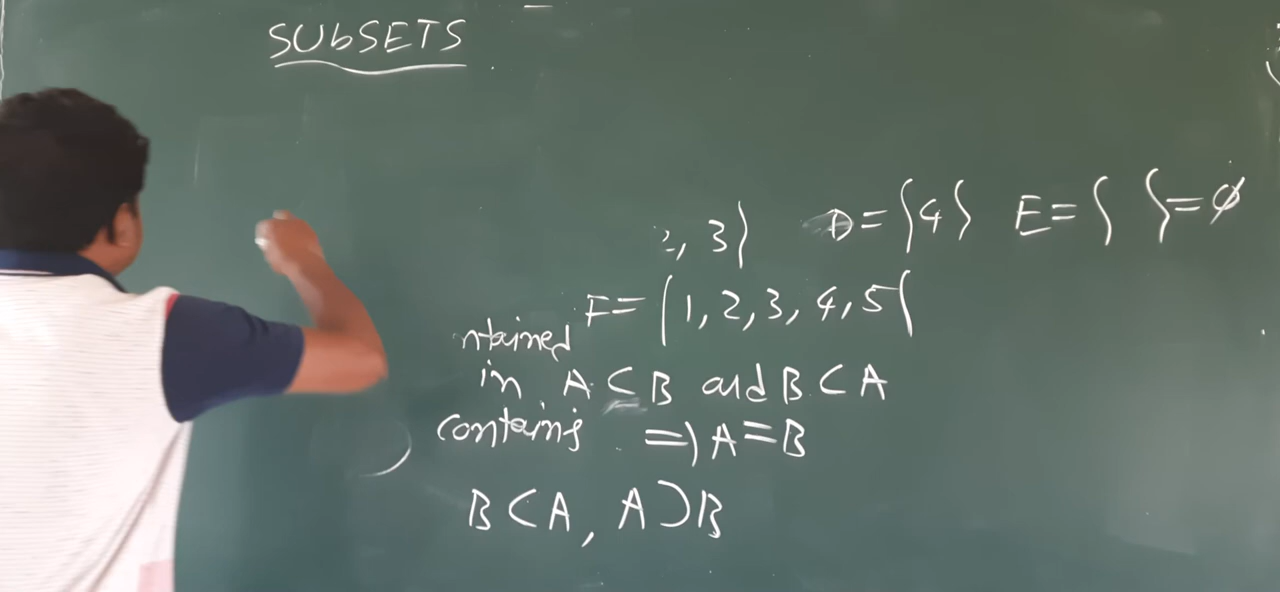 SUbSETS
, 3} D = {4} E = { } = ϕ
F = {1, 2, 3, 4, 5{
ntained
in A ⊂ B and B ⊂ A
contains ⇒ A = B
B ⊂ A, A ⊃ B